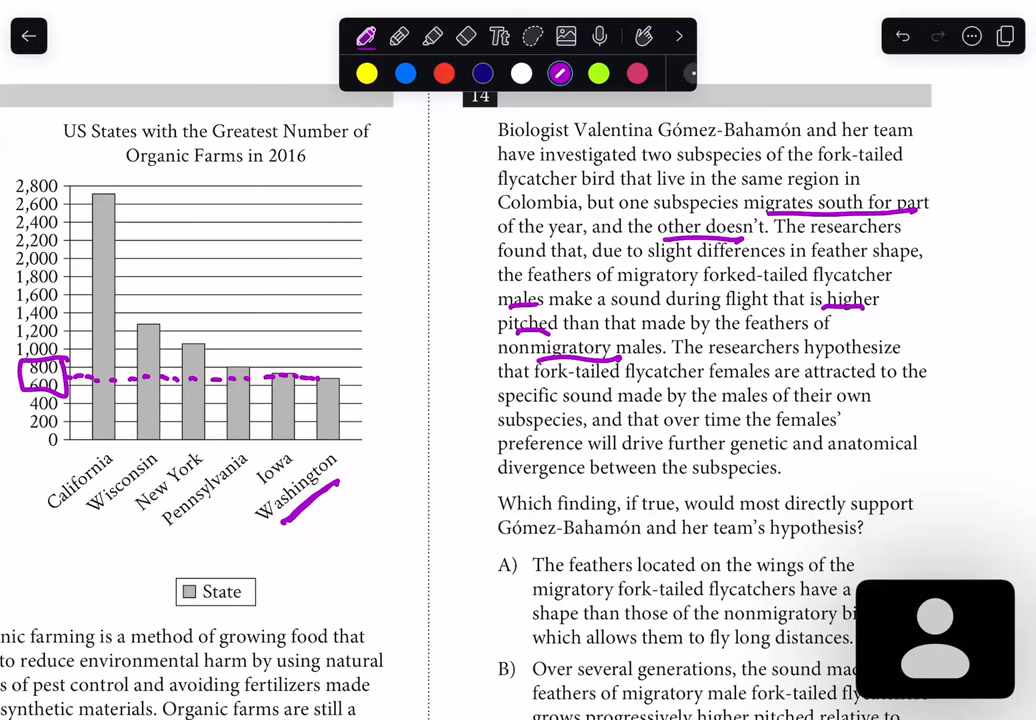 Tt
14
US States with the Greatest Number of
Organic Farms in 2016
2,800
2,600
2,400
2,200
2,000
1,800
1,600
1,400
1,200
1,000
800
600
400
200
0
California
Wisconsin
New York
Pennsylvania
Iowa
Washington
State
nic farming is a method of growing food that
to reduce environmental harm by using natural
s of pest control and avoiding fertilizers made
synthetic materials. Organic farms are still a
Biologist Valentina Gómez-Bahamón and her team
have investigated two subspecies of the fork-tailed
flycatcher bird that live in the same region in
Colombia, but one subspecies migrates south for part
of the year, and the other doesn't. The researchers
found that, due to slight differences in feather shape,
the feathers of migratory forked-tailed flycatcher
males make a sound during flight that is higher
pitched than that made by the feathers of
nonmigratory males. The researchers hypothesize
that fork-tailed flycatcher females are attracted to the
specific sound made by the males of their own
subspecies, and that over time the females'
preference will drive further genetic and anatomical
divergence between the subspecies.
Which finding, if true, would most directly support
Gómez-Bahamón and her team's hypothesis?
A) The feathers located on the wings of the
migratory fork-tailed flycatchers have a
shape than those of the nonmigratory bi
which allows them to fly long distances.
B) Over several generations, the sound mad
feathers of migratory male fork-tailed fly
grows progressively higher pitched relative to